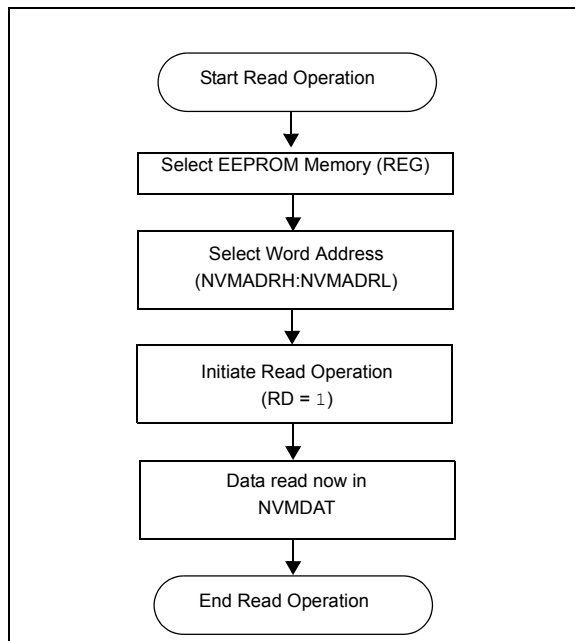 Start Read Operation
Select EEPROM Memory (REG)
Select Word Address
(NVMADRH:NVMADRL)
Initiate Read Operation
(RD = 1)
Data read now in
NVMDAT
End Read Operation